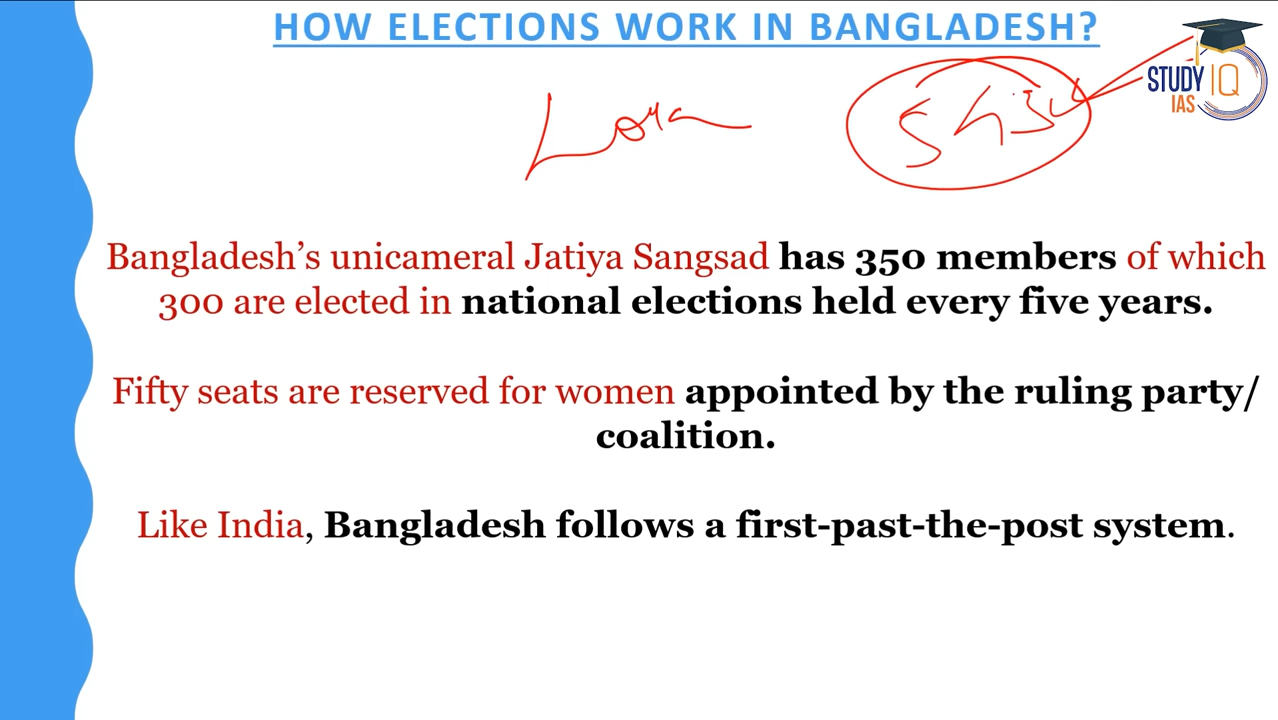 HOW ELECTIONS WORK IN BANGLADESH?
STUDY IQ
IAS
Bangladesh’s unicameral Jatiya Sangsad has 350 members of which
300 are elected in national elections held every five years.
Fifty seats are reserved for women appointed by the ruling party/
coalition.
Like India, Bangladesh follows a first-past-the-post system.